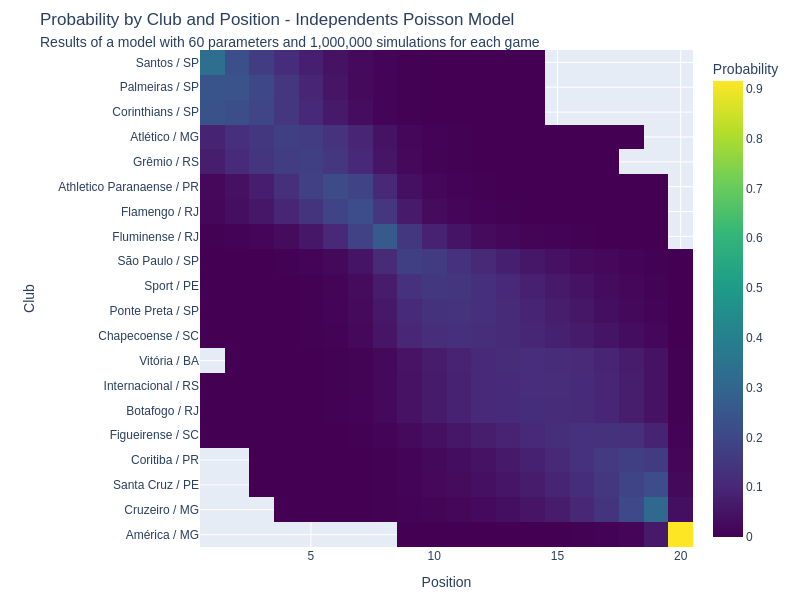 Probability by Club and Position - Independents Poisson Model
Results of a model with 60 parameters and 1,000,000 simulations for each game
Probability
Santos / SP
Palmeiras / SP
Corinthians / SP
Atlético / MG
Grêmio / RS
Athletico Paranaense / PR
Flamengo / RJ
Fluminense / RJ
São Paulo / SP
Sport / PE
Ponte Preta / SP
Chapecoense / SC
Vitória / BA
Internacional / RS
Botafogo / RJ
Figueirense / SC
Coritiba / PR
Santa Cruz / PE
Cruzeiro / MG
América / MG
Club
5
10
15
20
Position
0.9
0.8
0.7
0.6
0.5
0.4
0.3
0.2
0.1
0